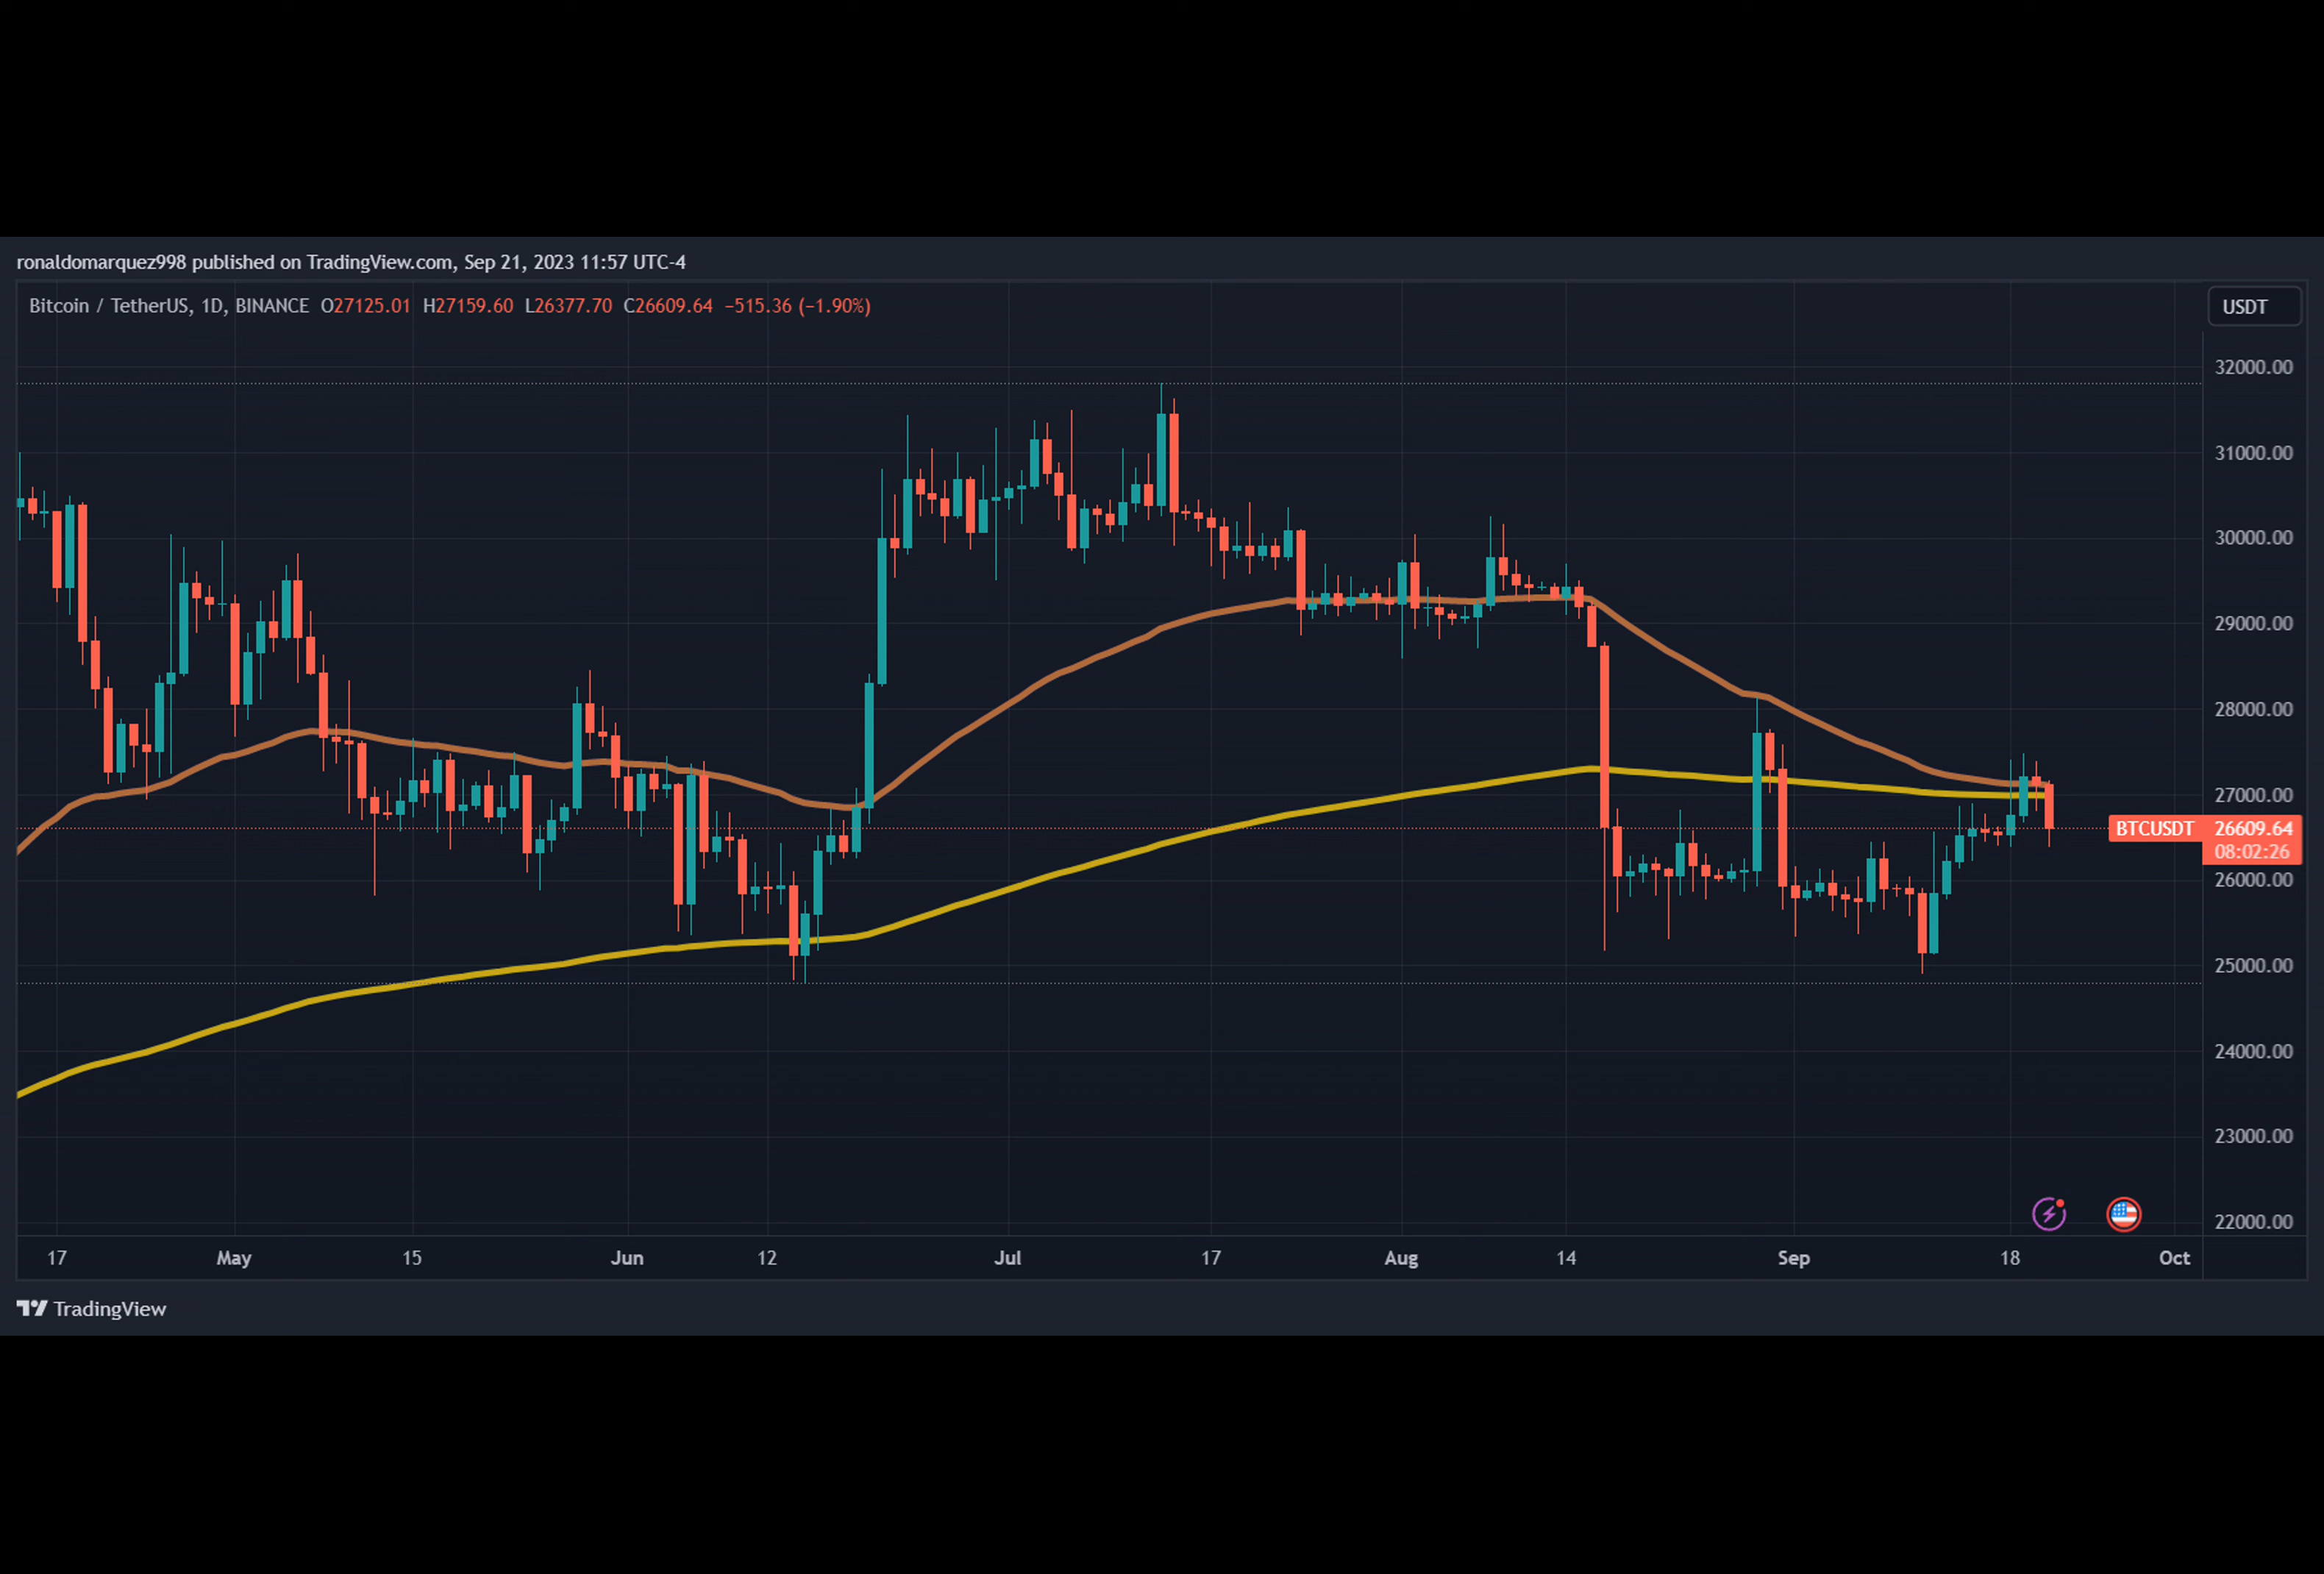 ronaldomarquez998 published on TradingView.com, Sep 21, 2023 11:57 UTC-4
Bitcoin / TetherUS, 1D, BINANCE O27125.01 H27159.60 L26377.70 C26609.64 −515.36 (−1.90%)
USDT
32000.00
31000.00
30000.00
29000.00
28000.00
27000.00
BTCUSDT 26609.64
08:02:26
26000.00
25000.00
24000.00
23000.00
22000.00
17 May 15 Jun 12 Jul 17 Aug 14 Sep 18 Oct
TradingView